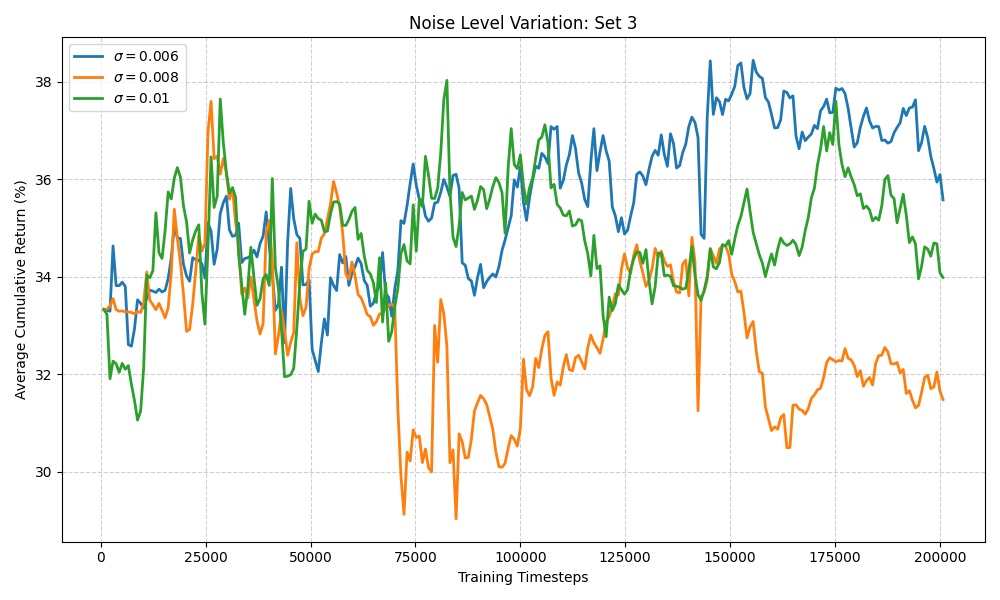 Noise Level Variation: Set 3
σ = 0.006
σ = 0.008
σ = 0.01
Average Cumulative Return (%)
38
36
34
32
30
0 25000 50000 75000 100000 125000 150000 175000 200000
Training Timesteps